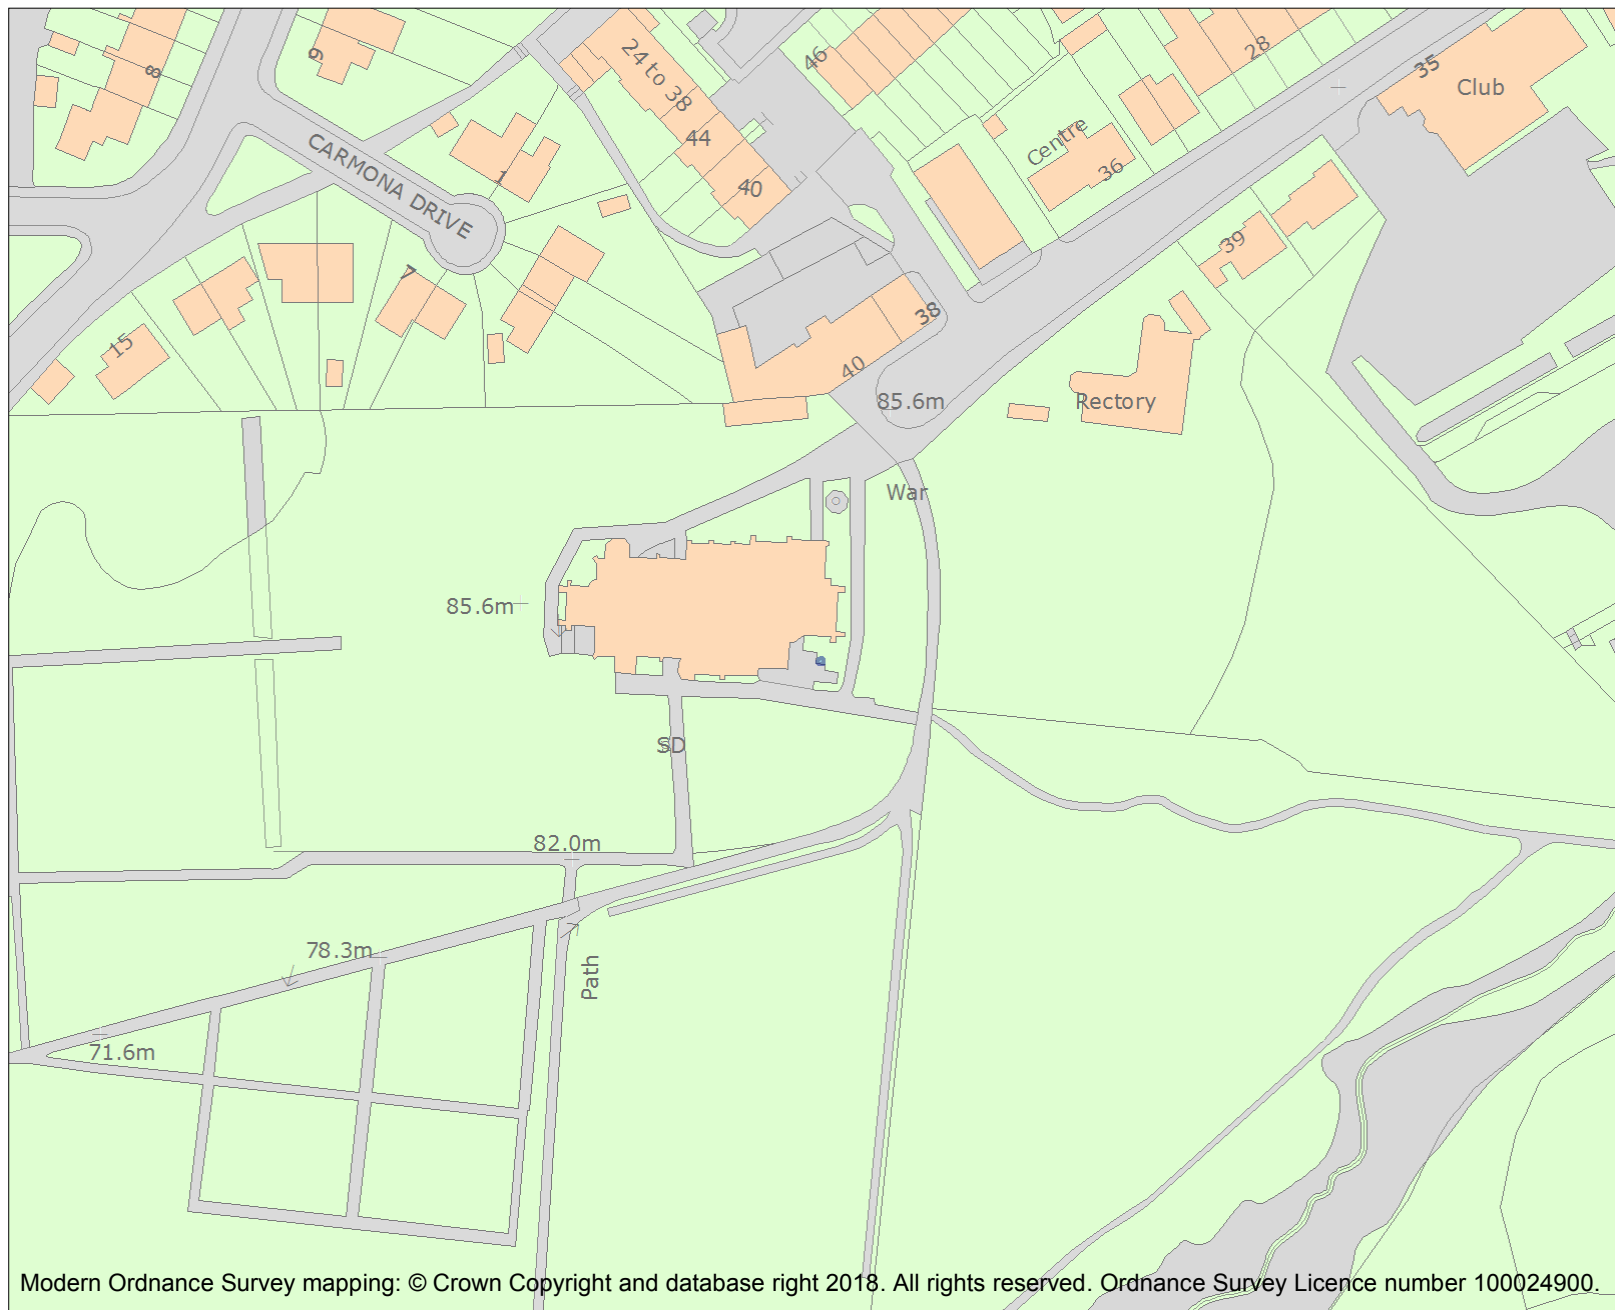 8
9
24 to 38
46
28
35
Club
CARMONA DRIVE
1
44
40
Centre
36
39
7
15
38
40
85.6m
Rectory
War
85.6m
SD
82.0m
78.3m
Path
71.6m
Modern Ordnance Survey mapping: © Crown Copyright and database right 2018. All rights reserved. Ordnance Survey Licence number 100024900.